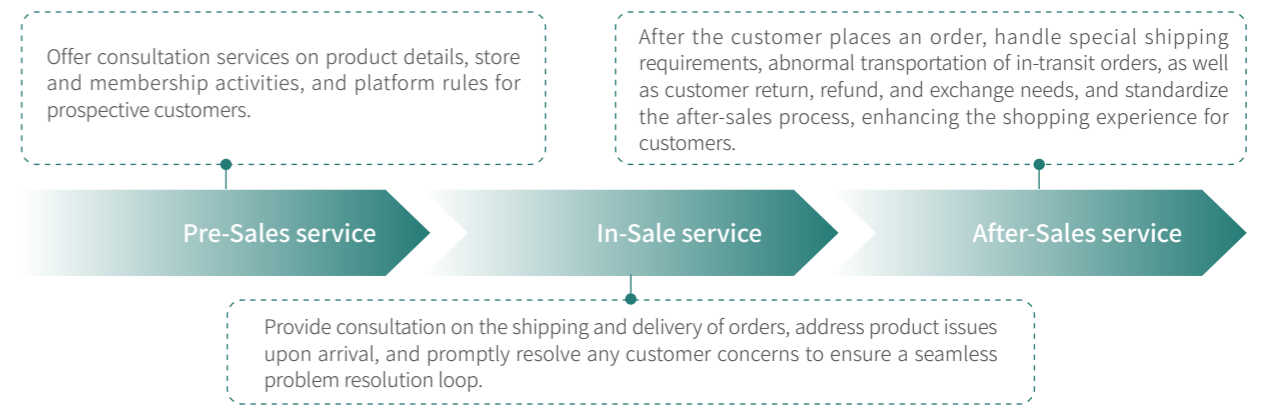 Offer consultation services on product details, store
and membership activities, and platform rules for
prospective customers.
After the customer places an order, handle special shipping
requirements, abnormal transportation of in-transit orders, as well
as customer return, refund, and exchange needs, and standardize
the after-sales process, enhancing the shopping experience for
customers.
Pre-Sales service
In-Sale service
After-Sales service
Provide consultation on the shipping and delivery of orders, address product issues
upon arrival, and promptly resolve any customer concerns to ensure a seamless
problem resolution loop.